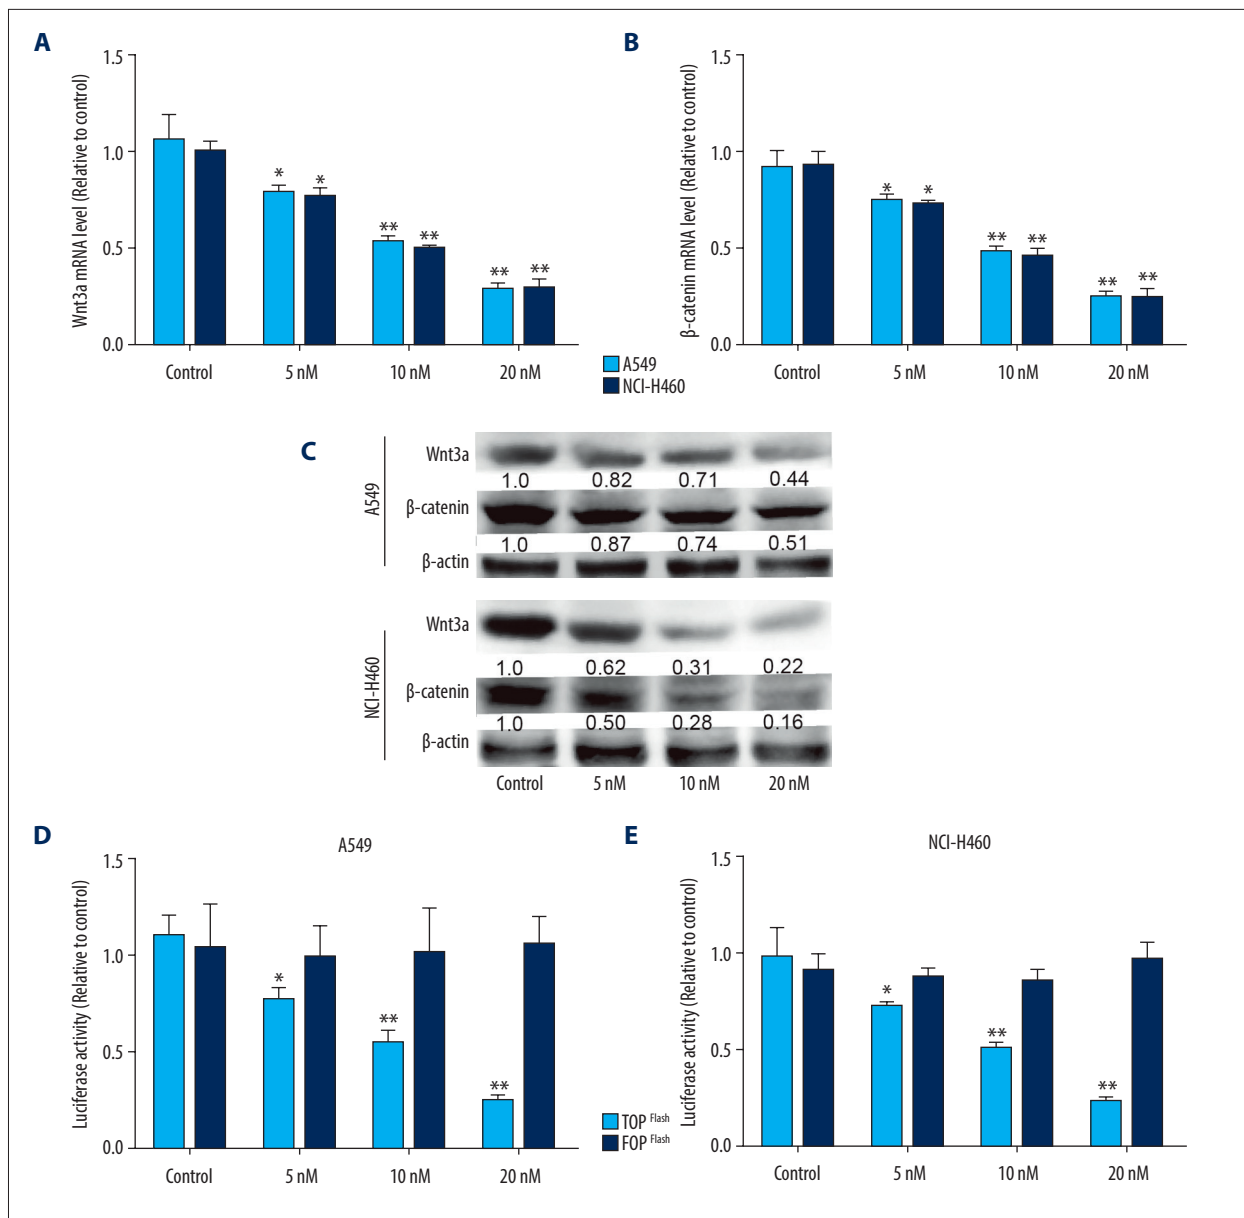 A
B
Wnt3a mRNA level (Relative to control)
1.5
1.0
0.5
0.0
* *
** **
** **
Control 5 nM 10 nM 20 nM
β-catenin mRNA level (Relative to control)
1.5
1.0
0.5
0.0
* *
** **
** **
Control 5 nM 10 nM 20 nM
A549
NCI-H460
C
A549
Wnt3a
1.0 0.82 0.71 0.44
β-catenin
1.0 0.87 0.74 0.51
β-actin
NCI-H460
Wnt3a
1.0 0.62 0.31 0.22
β-catenin
1.0 0.50 0.28 0.16
β-actin
Control 5 nM 10 nM 20 nM
D
A549
Luciferase activity (Relative to control)
1.5
1.0
0.5
0.0
*
**
**
Control 5 nM 10 nM 20 nM
TOP Flash
FOP Flash
E
NCI-H460
Luciferase activity (Relative to control)
1.5
1.0
0.5
0.0
*
**
**
Control 5 nM 10 nM 20 nM